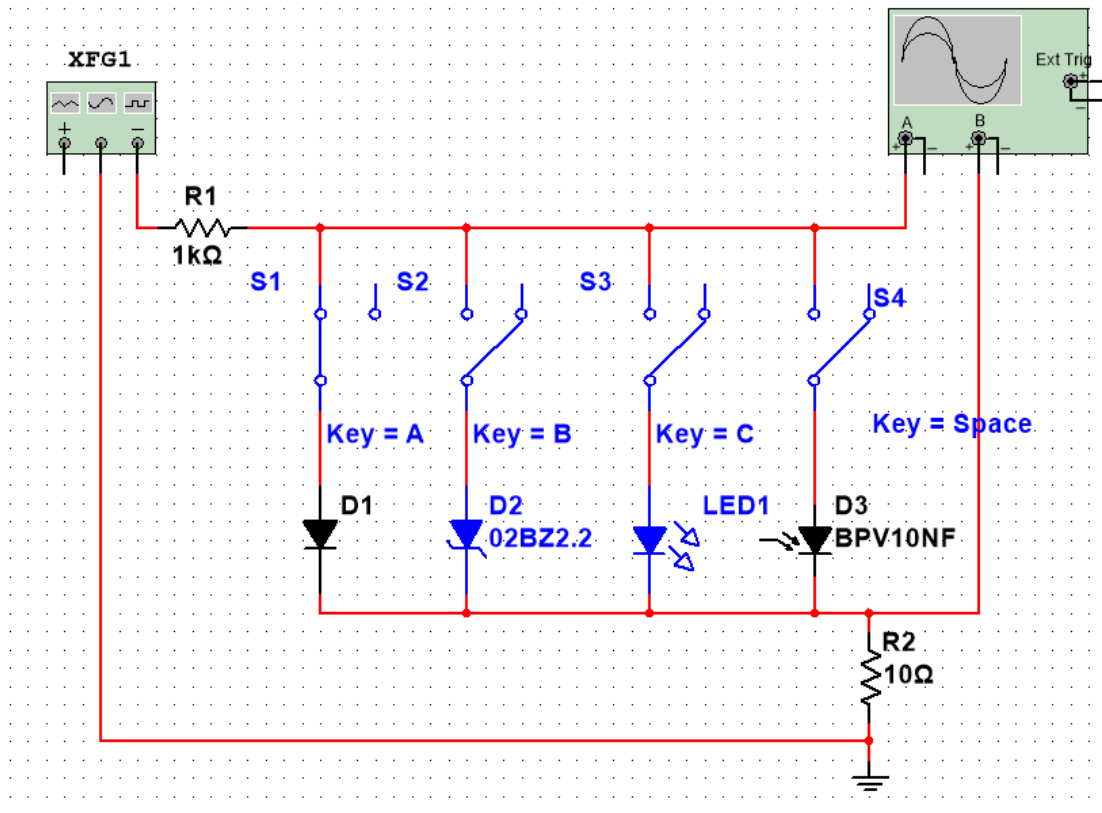 XFG1
Ext Trig
+
−
A
B
+
−
+
−
+
−
R1
1kΩ
S1
S2
S3
S4
Key = A
Key = B
Key = C
Key = Space
D1
D2
02BZ2.2
LED1
D3
BPV10NF
R2
10Ω